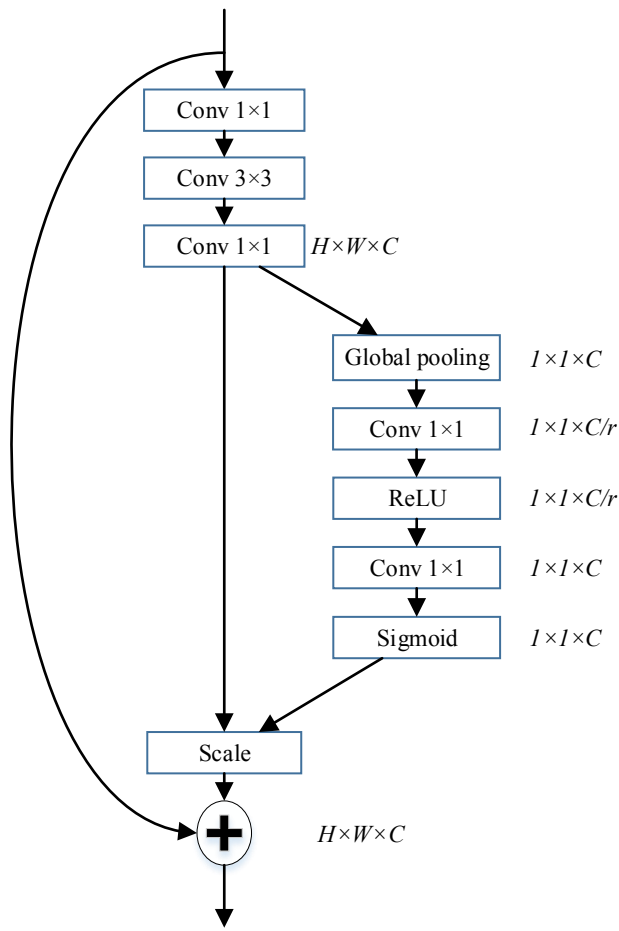 Conv 1×1
Conv 3×3
Conv 1×1 H×W×C
Global pooling 1×1×C
Conv 1×1 1×1×C/r
ReLU 1×1×C/r
Conv 1×1 1×1×C
Sigmoid 1×1×C
Scale
+ H×W×C